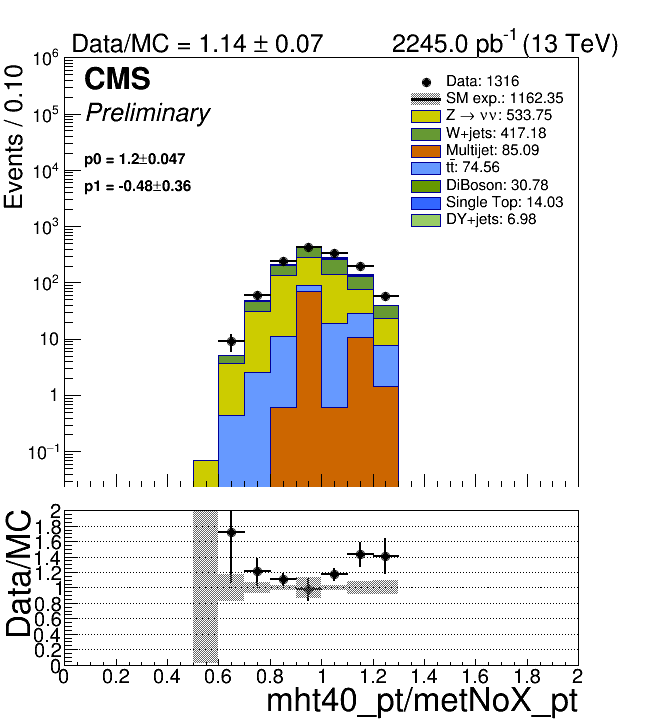 Data/MC = 1.14 ± 0.07
2245.0 pb⁻¹ (13 TeV)
Events / 0.10
CMS
Preliminary
p0 = 1.2±0.047
p1 = -0.48±0.36
Data: 1316
SM exp.: 1162.35
Z → νν: 533.75
W+jets: 417.18
Multijet: 85.09
tt̄: 74.56
DiBoson: 30.78
Single Top: 14.03
DY+jets: 6.98
10⁶
10⁵
10⁴
10³
10²
10
1
10⁻¹
Data/MC
2
1.8
1.6
1.4
1.2
1
0.8
0.6
0.4
0.2
0
0 0.2 0.4 0.6 0.8 1 1.2 1.4 1.6 1.8 2
mht40_pt/metNoX_pt